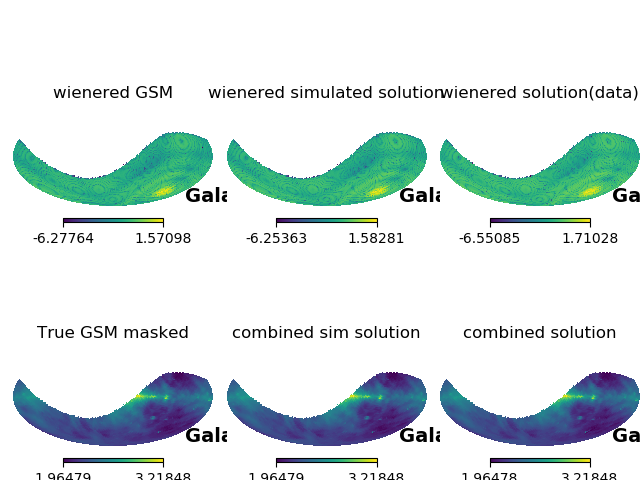 wienered GSM
wienered simulated solution
wienered solution(data)
Gala
Gala
Ga
-6.27764 1.57098
-6.25363 1.58281
-6.55085 1.71028
True GSM masked
combined sim solution
combined solution
Gala
Gala
Ga
1.96479 3.21848
1.96479 3.21848
1.96478 3.21848